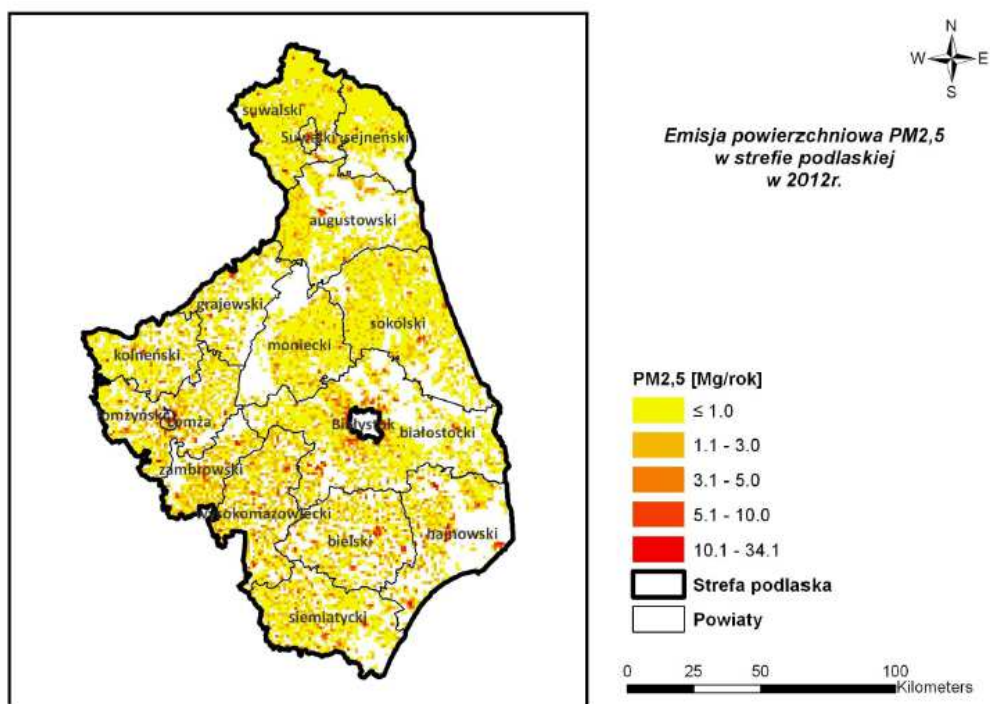 N
W E
S
Emisja powierzchniowa PM2,5
w strefie podlaskiej
w 2012r.
suwalski
Suwałki sejneński
augustowski
grajewski
sokólski
moniecki
kolneński
Łomża
Białystok
białostocki
zambrowski
bielski
hajnowski
siemiatycki
PM2,5 [Mg/rok]
≤ 1.0
1.1 - 3.0
3.1 - 5.0
5.1 - 10.0
10.1 - 34.1
Strefa podlaska
Powiaty
0 25 50 100
Kilometers